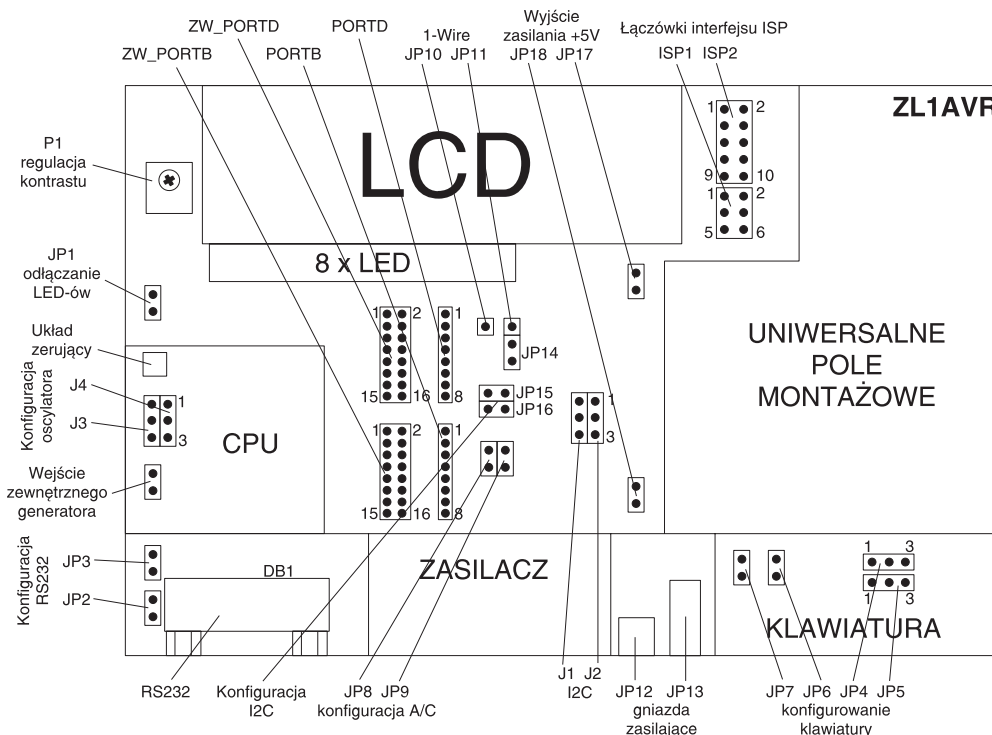 ZW_PORTD
PORTD
ZW_PORTB
PORTB
1-Wire
JP10 JP11
Wyjście
zasilania +5V
JP18 JP17
Łączówki interfejsu ISP
ISP1 ISP2
ZL1AVR
1 2
9 10
1 2
5 6
P1
regulacja
kontrastu
LCD
8 x LED
JP1
odłączanie
LED-ów
Układ
zerujący
Konfiguracja
oscylatora
J4
J3
1
3
CPU
1 2
15 16
1
8
JP14
JP15
JP16
1
3
1 2
15 16
1
8
UNIWERSALNE
POLE
MONTAŻOWE
Wejście
zewnętrznego
generatora
Konfiguracja
RS232
JP3
JP2
DB1
ZASILACZ
1 3
1 3
KLAWIATURA
RS232
Konfiguracja
I2C
JP8 JP9
konfiguracja A/C
J1 J2
I2C
JP12 JP13
gniazda
zasilające
JP7 JP6 JP4 JP5
konfigurowanie
klawiatury